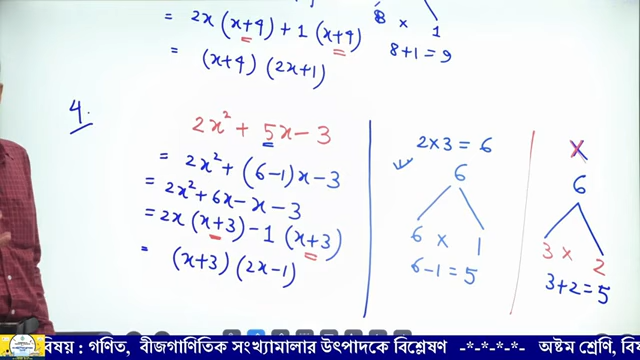 = 2x (x+4) + 1 (x+4)
= (x+4) (2x+1)
8 × 1
8+1 = 9
4.
2x² + 5x - 3
= 2x² + (6-1)x - 3
= 2x² + 6x - x - 3
= 2x (x+3) - 1 (x+3)
= (x+3) (2x-1)
2×3 = 6
6
6 × 1
6-1 = 5
×
6
3 × 2
3+2 = 5
বিষয় : গণিত, বীজগাণিতিক সংখ্যামালার উৎপাদকে বিশ্লেষণ -*-*-*-*- অষ্টম শ্রেণি,